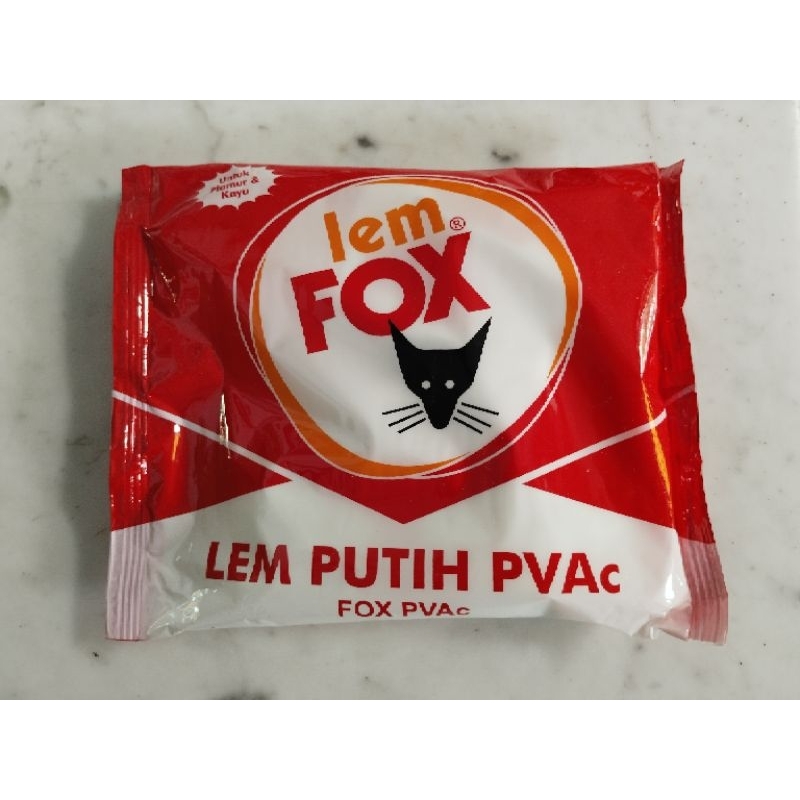 Untuk
Plamur &
Kayu
lem
FOX®
LEM PUTIH PVAc
FOX PVAc